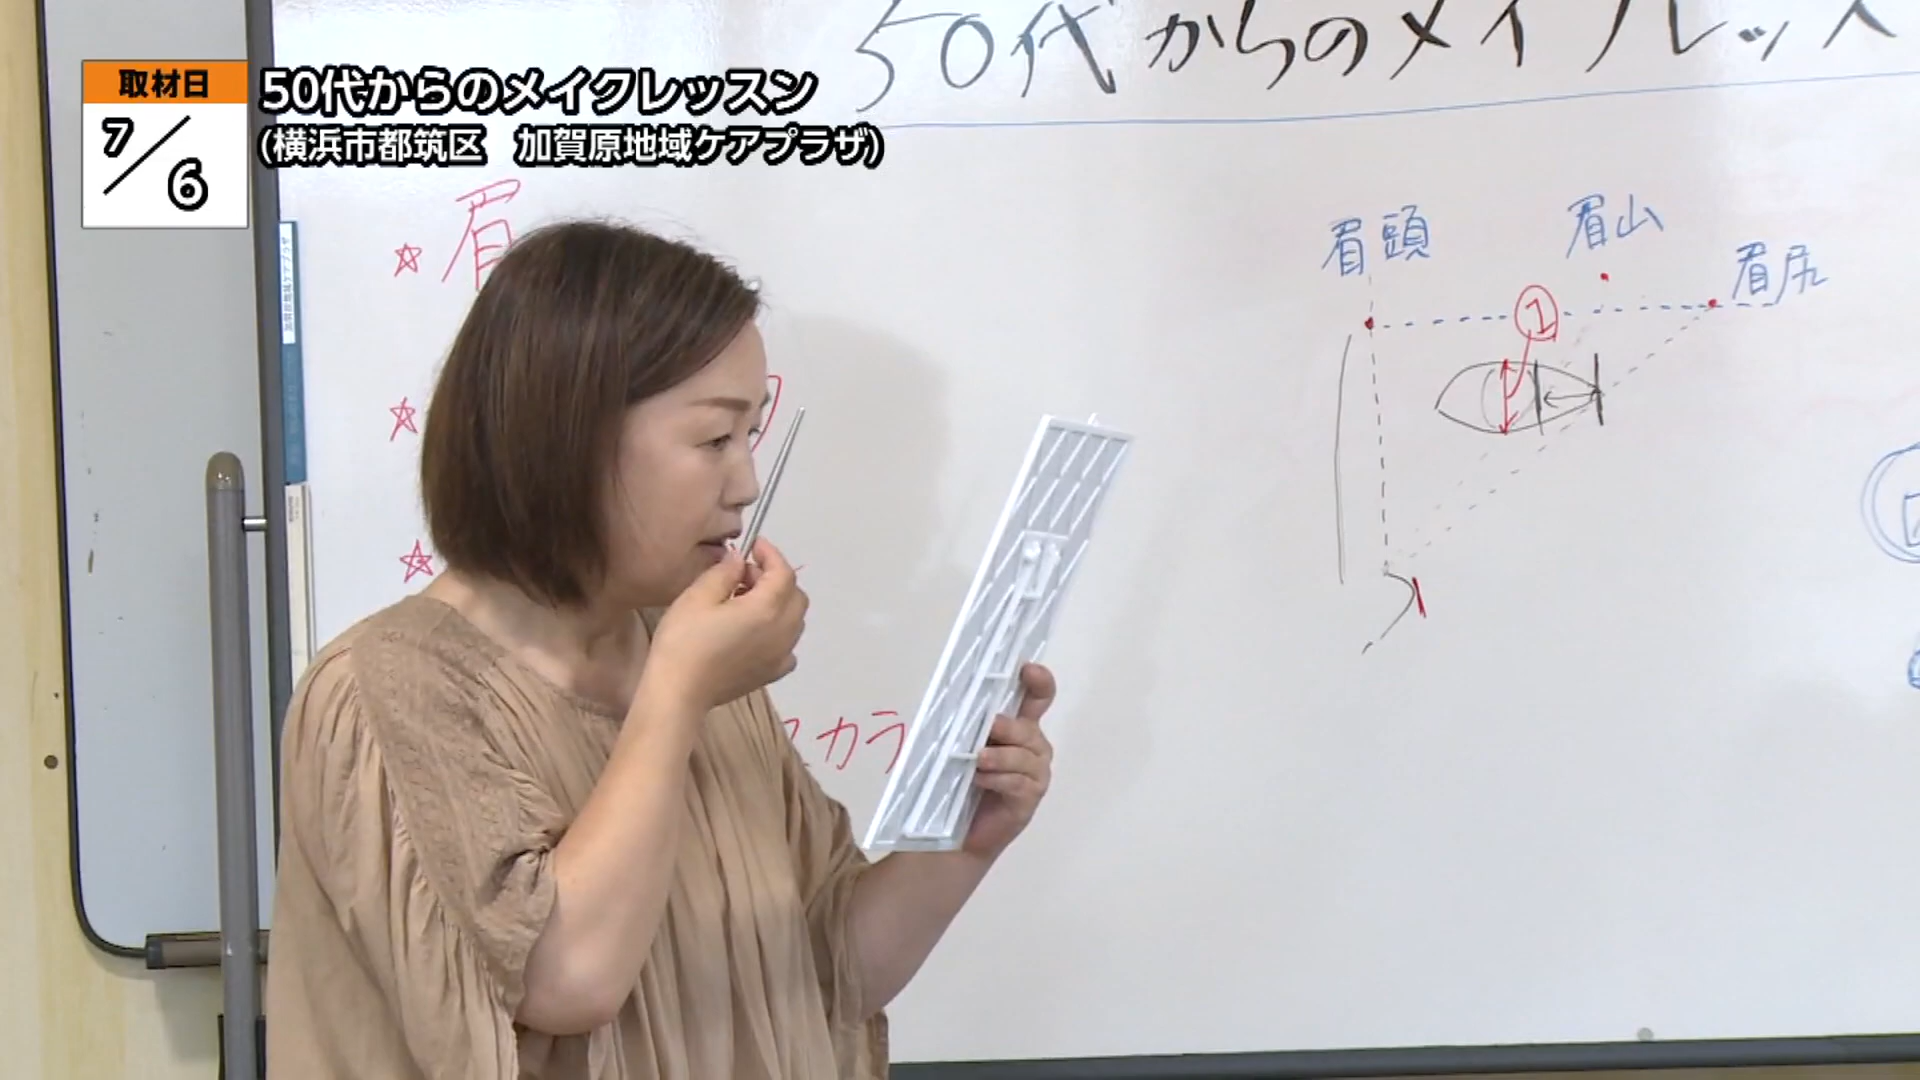 取材日
7/6
50代からのメイクレッスン
(横浜市都筑区 加賀原地域ケアプラザ)
50代からのメイクレッスン
眉頭
眉山
眉尻
①
☆眉
☆
☆
スカラ